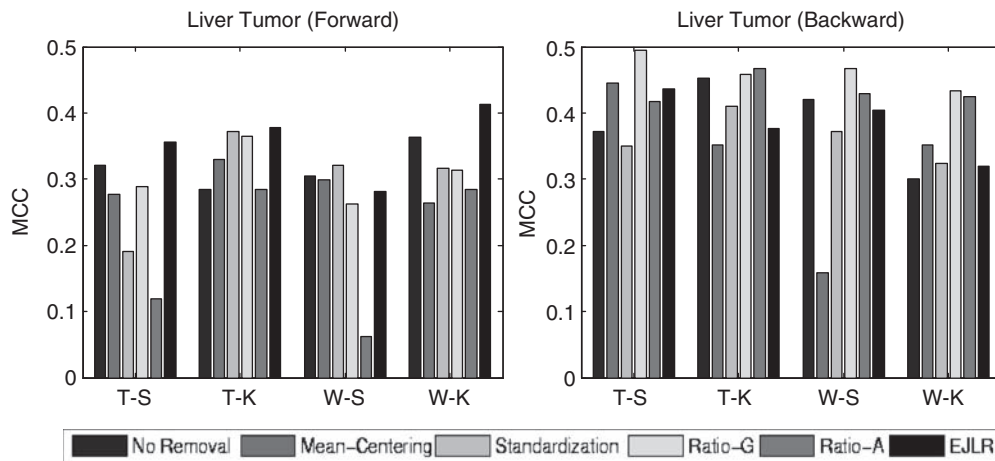 Liver Tumor (Forward)
0.5
0.4
0.3
0.2
0.1
0
MCC
T-S T-K W-S W-K
Liver Tumor (Backward)
0.5
0.4
0.3
0.2
0.1
0
MCC
T-S T-K W-S W-K
No Removal Mean-Centering Standardization Ratio-G Ratio-A EJLR